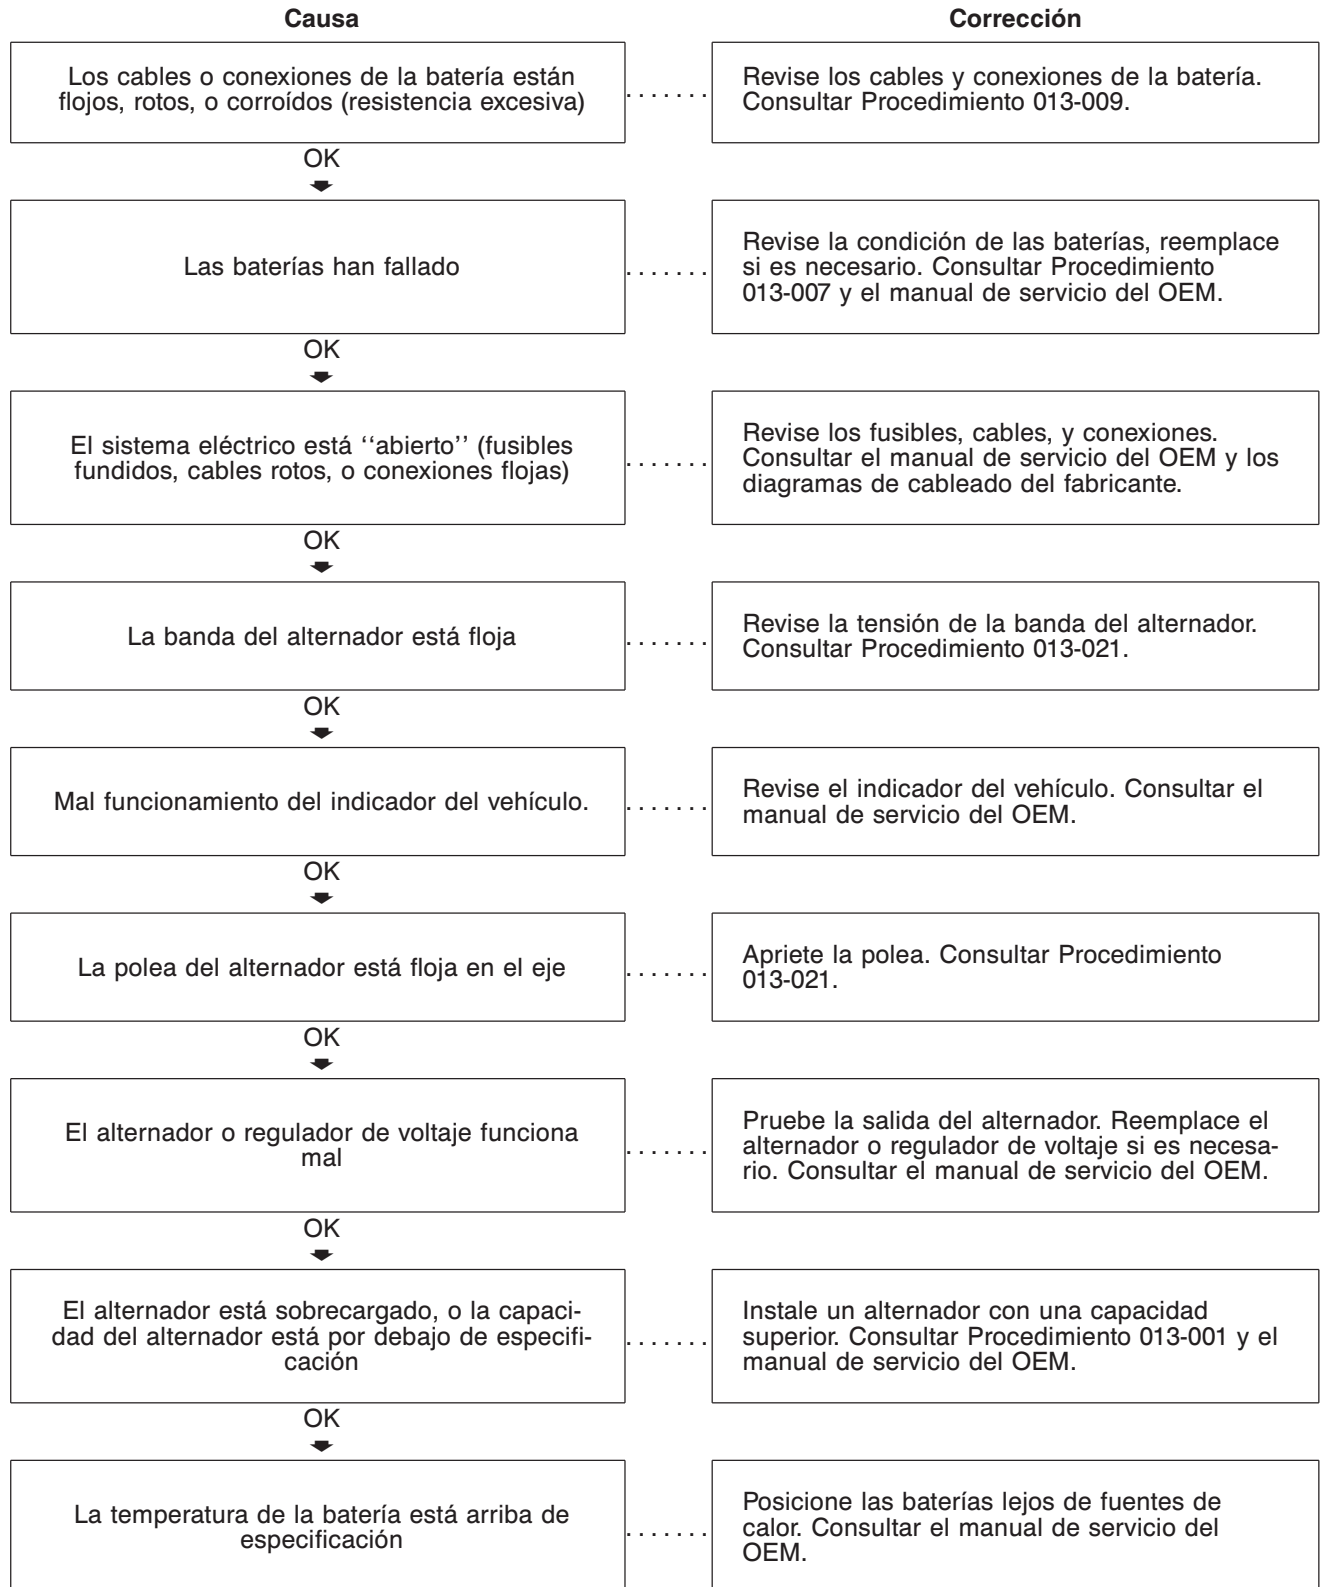 Causa
Corrección
Los cables o conexiones de la batería están
flojos, rotos, o corroídos (resistencia excesiva)
. . . . . . .
Revise los cables y conexiones de la batería.
Consultar Procedimiento 013-009.
OK
Las baterías han fallado
. . . . . . .
Revise la condición de las baterías, reemplace
si es necesario. Consultar Procedimiento
013-007 y el manual de servicio del OEM.
OK
El sistema eléctrico está ‘‘abierto’’ (fusibles
fundidos, cables rotos, o conexiones flojas)
. . . . . . .
Revise los fusibles, cables, y conexiones.
Consultar el manual de servicio del OEM y los
diagramas de cableado del fabricante.
OK
La banda del alternador está floja
. . . . . . .
Revise la tensión de la banda del alternador.
Consultar Procedimiento 013-021.
OK
Mal funcionamiento del indicador del vehículo.
. . . . . . .
Revise el indicador del vehículo. Consultar el
manual de servicio del OEM.
OK
La polea del alternador está floja en el eje
. . . . . . .
Apriete la polea. Consultar Procedimiento
013-021.
OK
El alternador o regulador de voltaje funciona
mal
. . . . . . .
Pruebe la salida del alternador. Reemplace el
alternador o regulador de voltaje si es necesa-
rio. Consultar el manual de servicio del OEM.
OK
El alternador está sobrecargado, o la capaci-
dad del alternador está por debajo de especifi-
cación
. . . . . . .
Instale un alternador con una capacidad
superior. Consultar Procedimiento 013-001 y el
manual de servicio del OEM.
OK
La temperatura de la batería está arriba de
especificación
. . . . . . .
Posicione las baterías lejos de fuentes de
calor. Consultar el manual de servicio del
OEM.